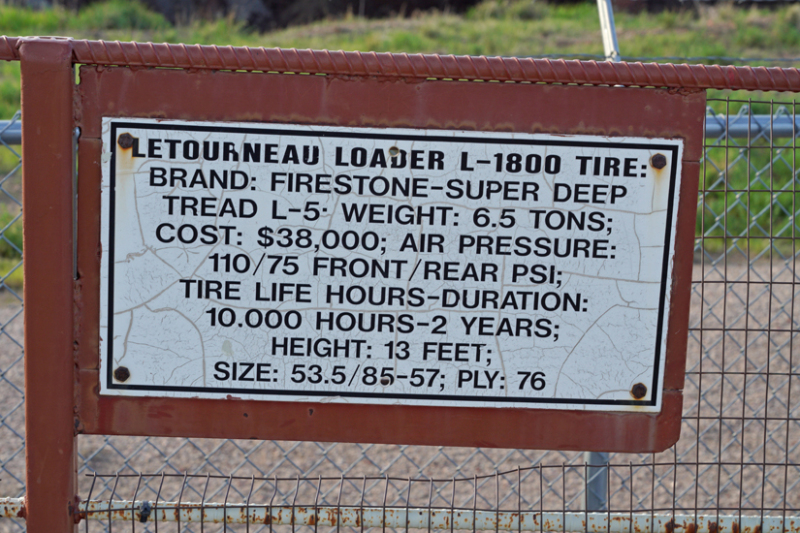 LETOURNEAU LOADER L-1800 TIRE:
BRAND: FIRESTONE-SUPER DEEP
TREAD L-5: WEIGHT: 6.5 TONS;
COST: $38,000; AIR PRESSURE:
110/75 FRONT/REAR PSI;
TIRE LIFE HOURS-DURATION:
10.000 HOURS-2 YEARS;
HEIGHT: 13 FEET;
SIZE: 53.5/85-57; PLY: 76